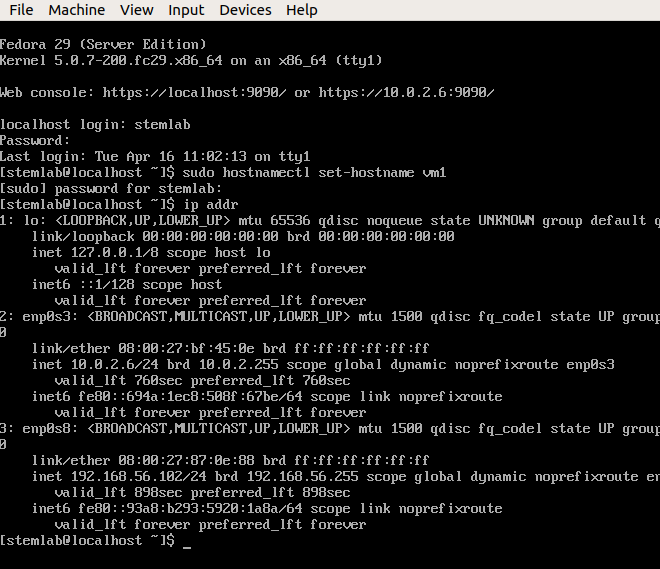 File Machine View Input Devices Help
Fedora 29 (Server Edition)
Kernel 5.0.7-200.fc29.x86_64 on an x86_64 (tty1)
Web console: https://localhost:9090/ or https://10.0.2.6:9090/
localhost login: stemlab
Password:
Last login: Tue Apr 16 11:02:13 on tty1
[stemlab@localhost ~]$ sudo hostnamectl set-hostname vm1
[sudo] password for stemlab:
[stemlab@localhost ~]$ ip addr
1: lo: <LOOPBACK,UP,LOWER_UP> mtu 65536 qdisc noqueue state UNKNOWN group default q
link/loopback 00:00:00:00:00:00 brd 00:00:00:00:00:00
inet 127.0.0.1/8 scope host lo
valid_lft forever preferred_lft forever
inet6 ::1/128 scope host
valid_lft forever preferred_lft forever
2: enp0s3: <BROADCAST,MULTICAST,UP,LOWER_UP> mtu 1500 qdisc fq_codel state UP group
0
link/ether 08:00:27:bf:45:0e brd ff:ff:ff:ff:ff:ff
inet 10.0.2.6/24 brd 10.0.2.255 scope global dynamic noprefixroute enp0s3
valid_lft 760sec preferred_lft 760sec
inet6 fe80::694a:1ec8:508f:67be/64 scope link noprefixroute
valid_lft forever preferred_lft forever
3: enp0s8: <BROADCAST,MULTICAST,UP,LOWER_UP> mtu 1500 qdisc fq_codel state UP group
0
link/ether 08:00:27:87:0e:88 brd ff:ff:ff:ff:ff:ff
inet 192.168.56.102/24 brd 192.168.56.255 scope global dynamic noprefixroute en
valid_lft 898sec preferred_lft 898sec
inet6 fe80::93a8:b293:5920:1a8a/64 scope link noprefixroute
valid_lft forever preferred_lft forever
[stemlab@localhost ~]$ _